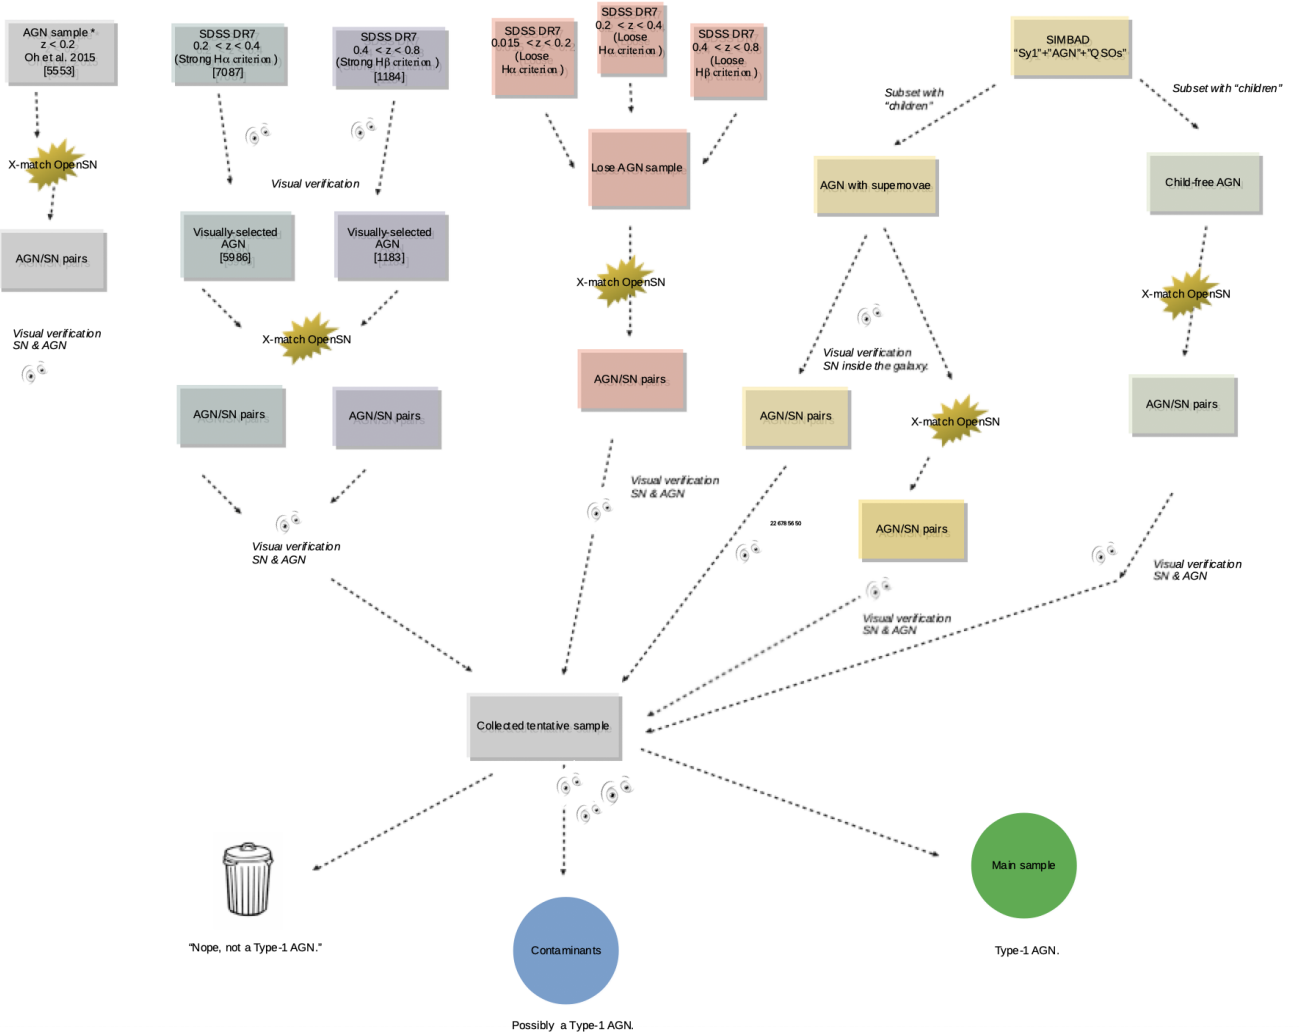 AGN sample *
z < 0.2
Oh et al. 2015
[5553]
SDSS DR7
0.2 < z < 0.4
(Strong Hα criterion )
[7087]
SDSS DR7
0.4 < z < 0.8
(Strong Hβ criterion )
[1184]
SDSS DR7
0.015 < z < 0.2
(Loose
Hα criterion )
SDSS DR7
0.2 < z < 0.4
(Loose
Hα criterion )
SDSS DR7
0.4 < z < 0.8
(Loose
Hβ criterion )
SIMBAD
“Sy1”+”AGN”+”QSOs”
Subset with
“children”
Subset with “children”
X-match OpenSN
Visual verification
Lose AGN sample
AGN with supernovae
Child-free AGN
AGN/SN pairs
Visually-selected
AGN
[5986]
Visually-selected
AGN
[1183]
X-match OpenSN
X-match OpenSN
Visual verification
SN & AGN
X-match OpenSN
Visual verification
SN inside the galaxy.
AGN/SN pairs
AGN/SN pairs
AGN/SN pairs
AGN/SN pairs
X-match OpenSN
AGN/SN pairs
Visual verification
SN & AGN
22 678 56 50
AGN/SN pairs
Visual verification
SN & AGN
Visual verification
SN & AGN
Visual verification
SN & AGN
Collected tentative sample
Main sample
“Nope, not a Type-1 AGN.”
Contaminants
Type-1 AGN.
Possibly a Type-1 AGN.